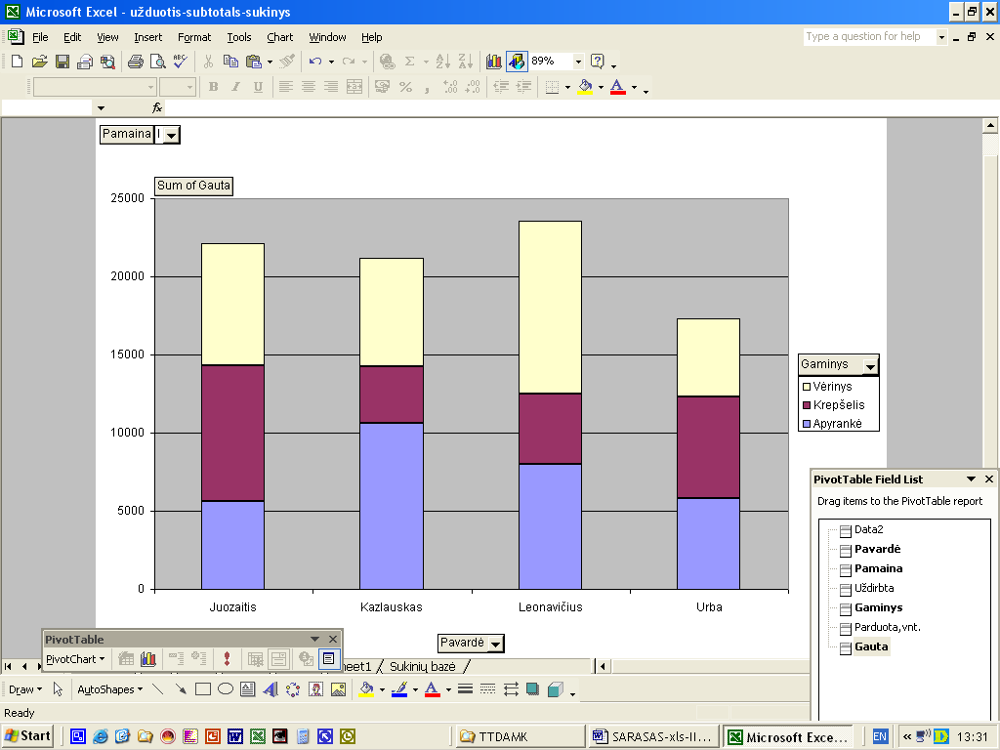 Microsoft Excel - užduotis-subtotals-sukinys
File Edit View Insert Format Tools Chart Window Help
Type a question for help
89%
Pamaina I
Sum of Gauta
25000
20000
15000
10000
5000
0
Juozaitis Kazlauskas Leonavičius Urba
Pavardė
Gaminys
Vėrinys
Krepšelis
Apyrankė
PivotTable Field List
Drag items to the PivotTable report
Data2
Pavardė
Pamaina
Uždirbta
Gaminys
Parduota,vnt.
Gauta
PivotTable
PivotChart
heet1 Sukinių bazė
Draw AutoShapes
Ready
Start TTDAMK SARASAS-xls-II... Microsoft Exce... EN 13:31